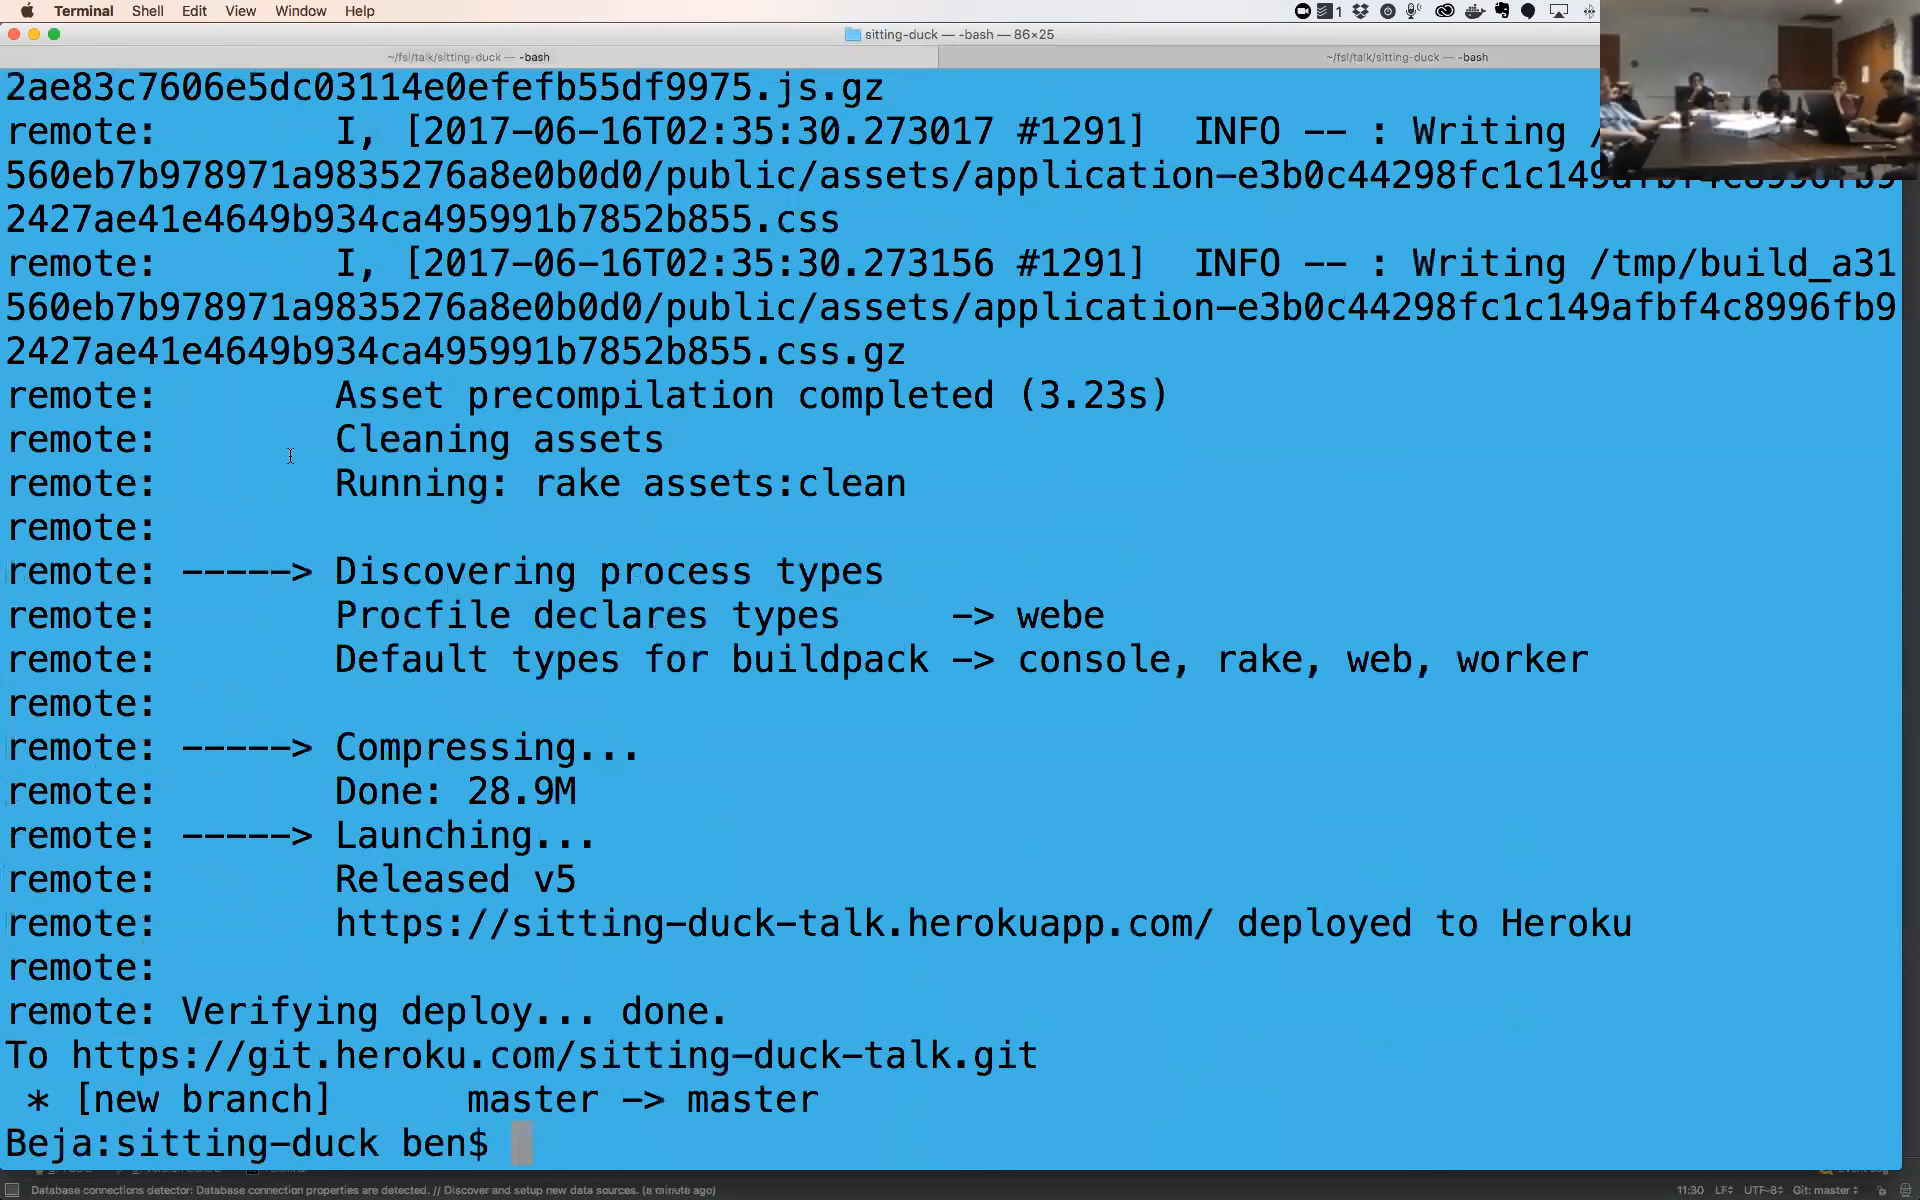 Terminal Shell Edit View Window Help 1
sitting-duck — -bash — 86×25
~/fsl/talk/sitting-duck — -bash ~/fsl/talk/sitting-duck — -bash
2ae83c7606e5dc03114e0efefb55df9975.js.gz
remote: I, [2017-06-16T02:35:30.273017 #1291] INFO -- : Writing
560eb7b978971a9835276a8e0b0d0/public/assets/application-e3b0c44298fc1c149afbf4c8996fb9
2427ae41e4649b934ca495991b7852b855.css
remote: I, [2017-06-16T02:35:30.273156 #1291] INFO -- : Writing /tmp/build_a31
560eb7b978971a9835276a8e0b0d0/public/assets/application-e3b0c44298fc1c149afbf4c8996fb9
2427ae41e4649b934ca495991b7852b855.css.gz
remote: Asset precompilation completed (3.23s)
remote: Cleaning assets
remote: Running: rake assets:clean
remote:
remote: -----> Discovering process types
remote: Procfile declares types -> webe
remote: Default types for buildpack -> console, rake, web, worker
remote:
remote: -----> Compressing...
remote: Done: 28.9M
remote: -----> Launching...
remote: Released v5
remote: https://sitting-duck-talk.herokuapp.com/ deployed to Heroku
remote:
remote: Verifying deploy... done.
To https://git.heroku.com/sitting-duck-talk.git
* [new branch] master -> master
Beja:sitting-duck ben$
Database connections detector: Database connection properties are detected. // Discover and setup new data sources. (a minute ago) 11:30 LF UTF-8 Git: master